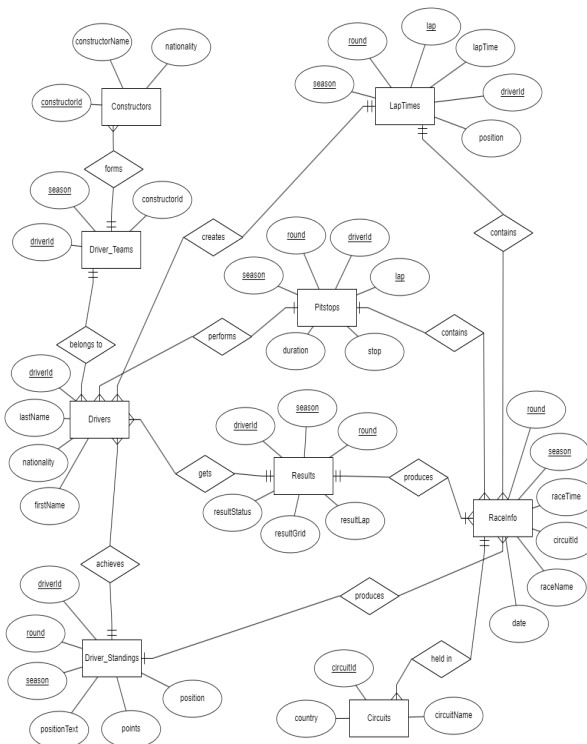 constructorName
nationality
constructorId
Constructors
forms
season
constructorId
driverId
Driver_Teams
belongs to
driverId
lastName
Drivers
nationality
firstName
achieves
driverId
round
season
Driver_Standings
position
positionText
points
lap
round
lapTime
season
driverId
LapTimes
position
creates
contains
round
driverId
season
lap
Pitstops
duration
stop
performs
contains
season
driverId
round
gets
Results
produces
resultStatus
resultLap
resultGrid
round
season
raceTime
RaceInfo
circuitId
raceName
date
produces
held in
circuitId
country
circuitName
Circuits